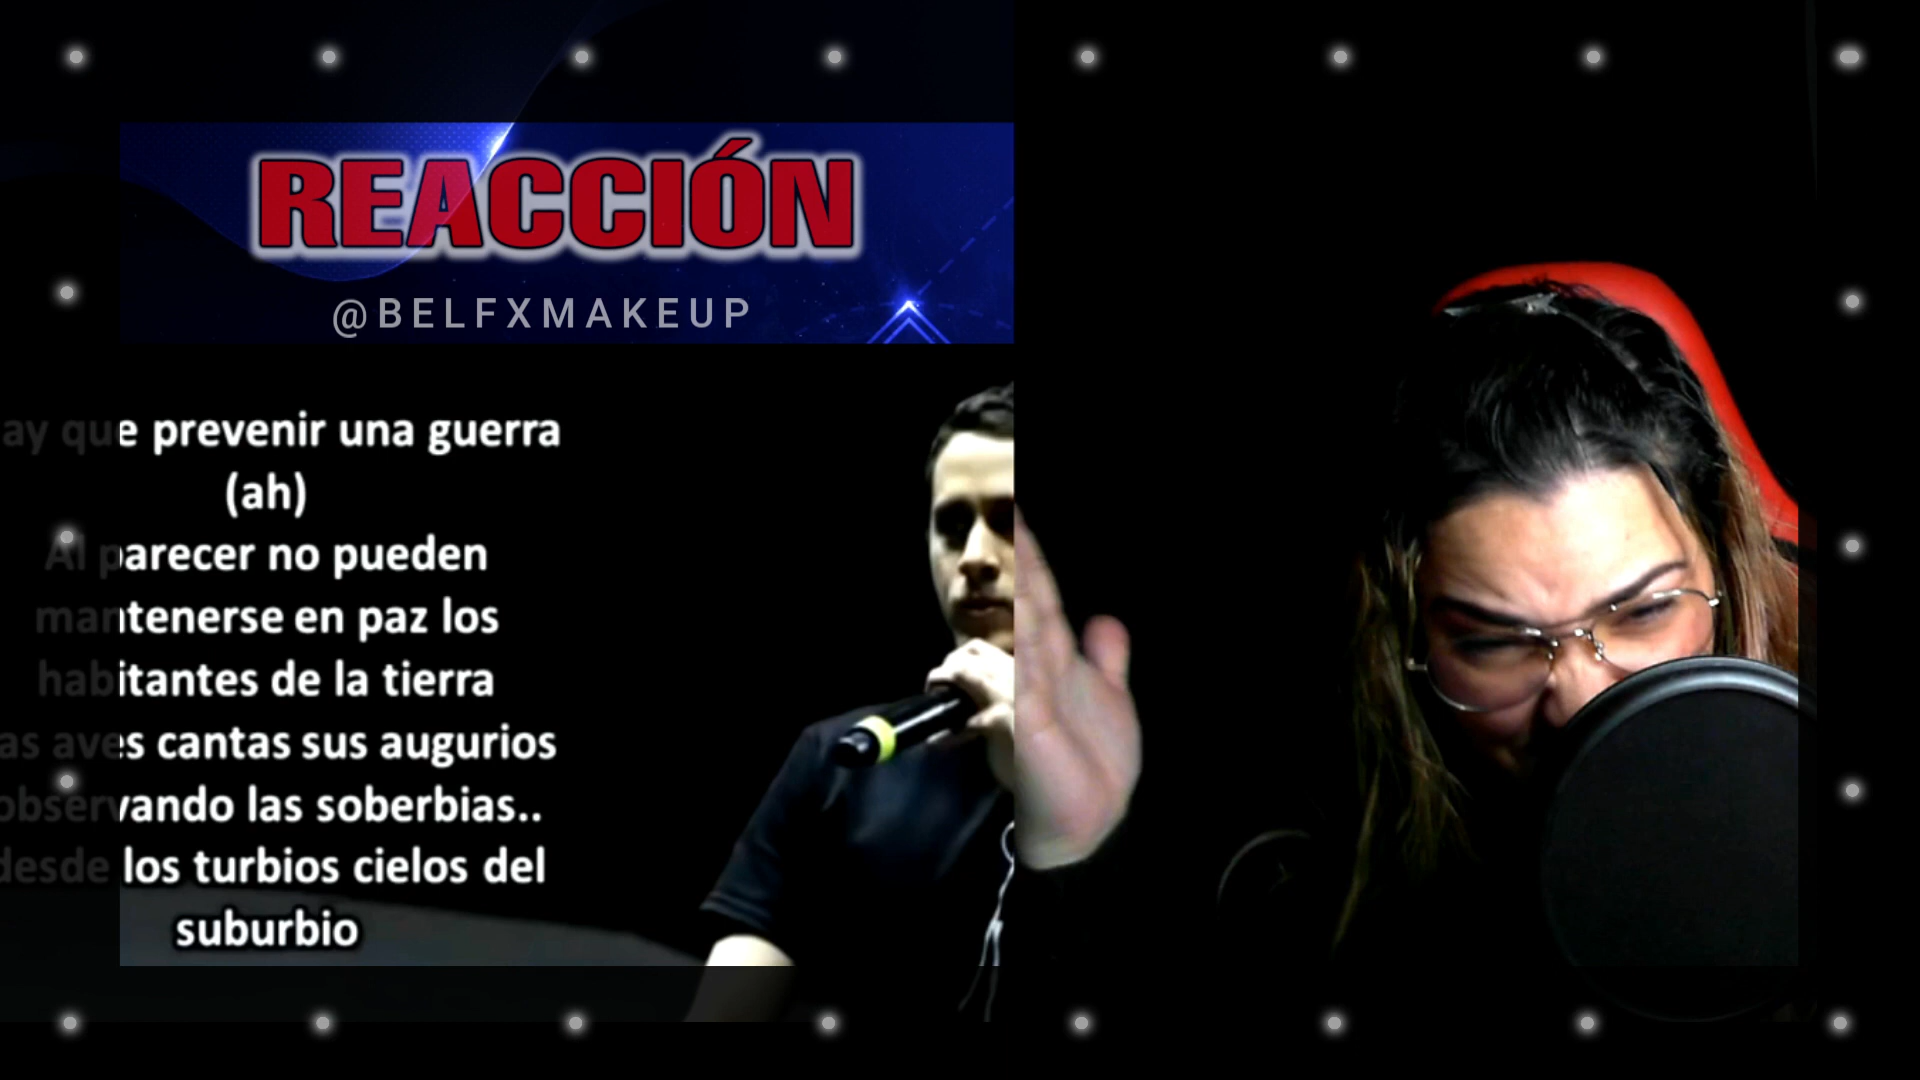 REACCIÓN
@BELFXMAKEUP
ay que prevenir una guerra
(ah)
Al parecer no pueden
mantenerse en paz los
habitantes de la tierra
as aves cantas sus augurios
observando las soberbias..
desde los turbios cielos del
suburbio